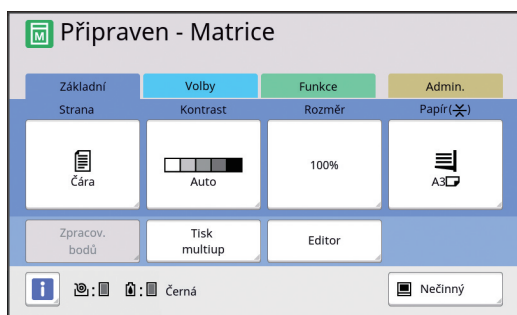 Připraven - Matrice
Základní Volby Funkce Admin.
Strana Kontrast Rozměr Papír( )
Čára Auto 100% A3
Zpracov. bodů Tisk multiup Editor
i : : Černá Nečinný